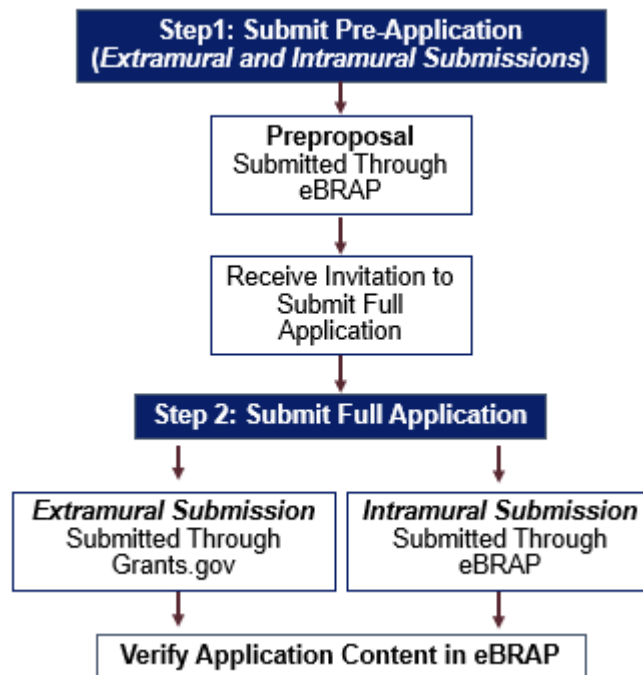 Step1: Submit Pre-Application
(Extramural and Intramural Submissions)
Preproposal
Submitted Through
eBRAP
Receive Invitation to
Submit Full
Application
Step 2: Submit Full Application
Extramural Submission
Submitted Through
Grants.gov
Intramural Submission
Submitted Through
eBRAP
Verify Application Content in eBRAP